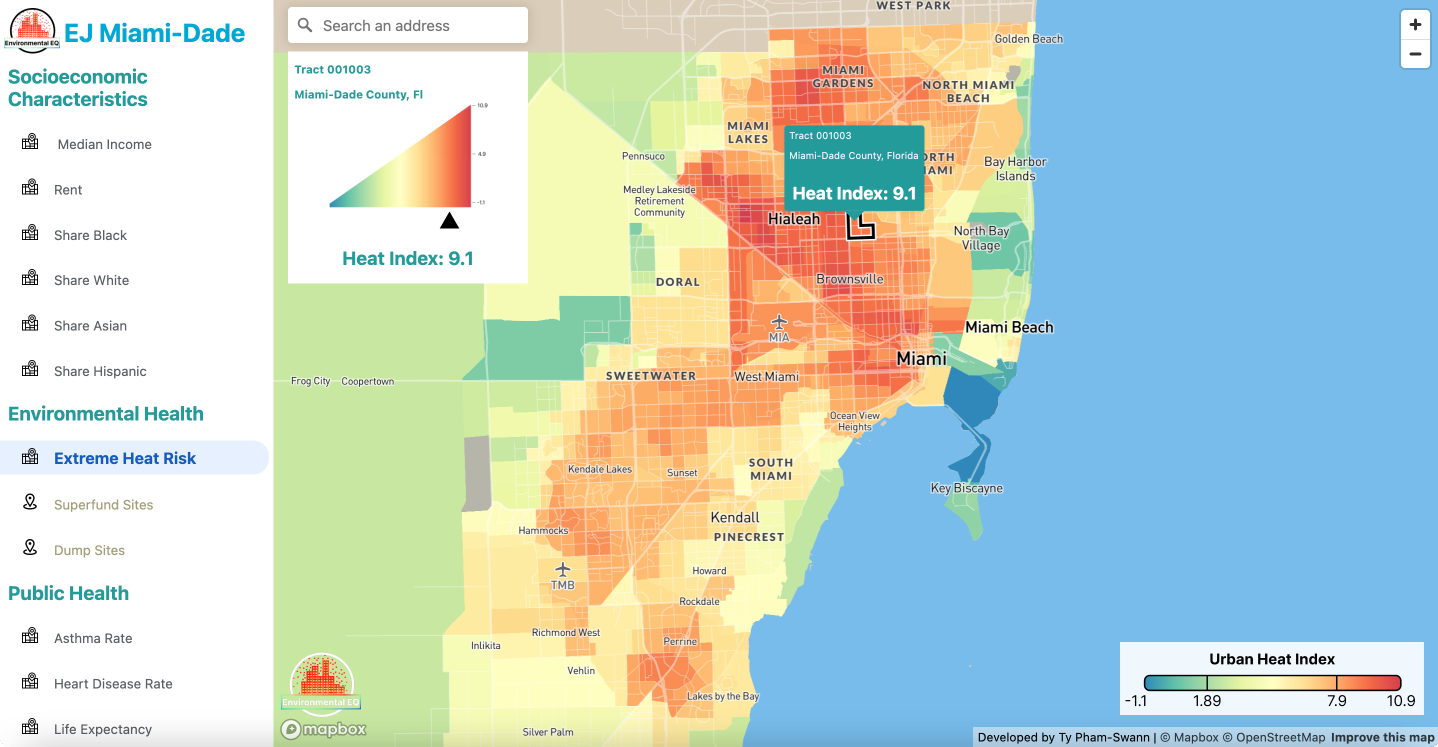 Environmental EQ
EJ Miami-Dade
Socioeconomic
Characteristics
Median Income
Rent
Share Black
Share White
Share Asian
Share Hispanic
Environmental Health
Extreme Heat Risk
Superfund Sites
Dump Sites
Public Health
Asthma Rate
Heart Disease Rate
Life Expectancy
Search an address
Tract 001003
Miami-Dade County, Fl
10.9
4.9
-1.1
Heat Index: 9.1
WEST PARK
Golden Beach
MIAMI
GARDENS
NORTH MIAMI
BEACH
MIAMI
LAKES
Tract 001003
Miami-Dade County, Florida
Heat Index: 9.1
ORTH
IAMI
Pennsuco
Bay Harbor
Islands
Medley Lakeside
Retirement
Community
Hialeah
North Bay
Village
DORAL
Brownsville
MIA
Miami Beach
Miami
Frog City
Coopertown
SWEETWATER
West Miami
Ocean View
Heights
Kendale Lakes
Sunset
SOUTH
MIAMI
Key Biscayne
Kendall
Hammocks
PINECREST
TMB
Howard
Rockdale
Richmond West
Perrine
Inlikita
Vehlin
Lakes by the Bay
Silver Palm
Environmental EQ
mapbox
+
−
Urban Heat Index
-1.1 1.89 7.9 10.9
Developed by Ty Pham-Swann | © Mapbox © OpenStreetMap Improve this map